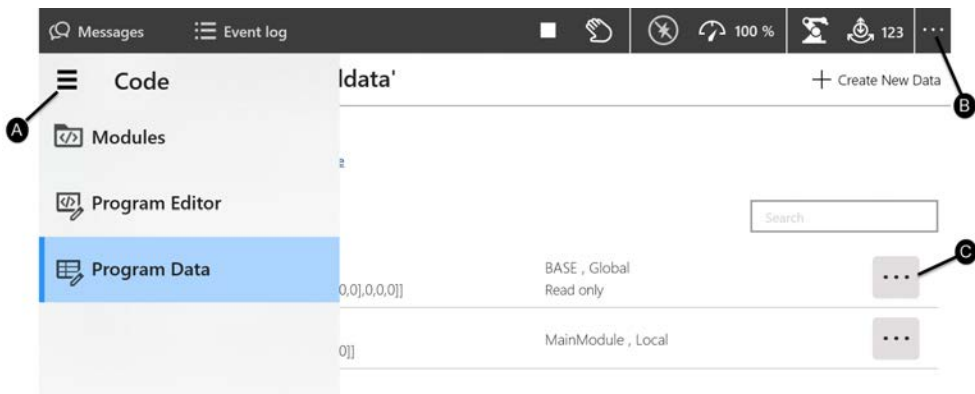 Messages Event log 100 % 123 ...
Code ldata' + Create New Data
A B
Modules
Program Editor
Search
Program Data BASE , Global C
0,0],0,0,0]] Read only ...
0]] MainModule , Local ...